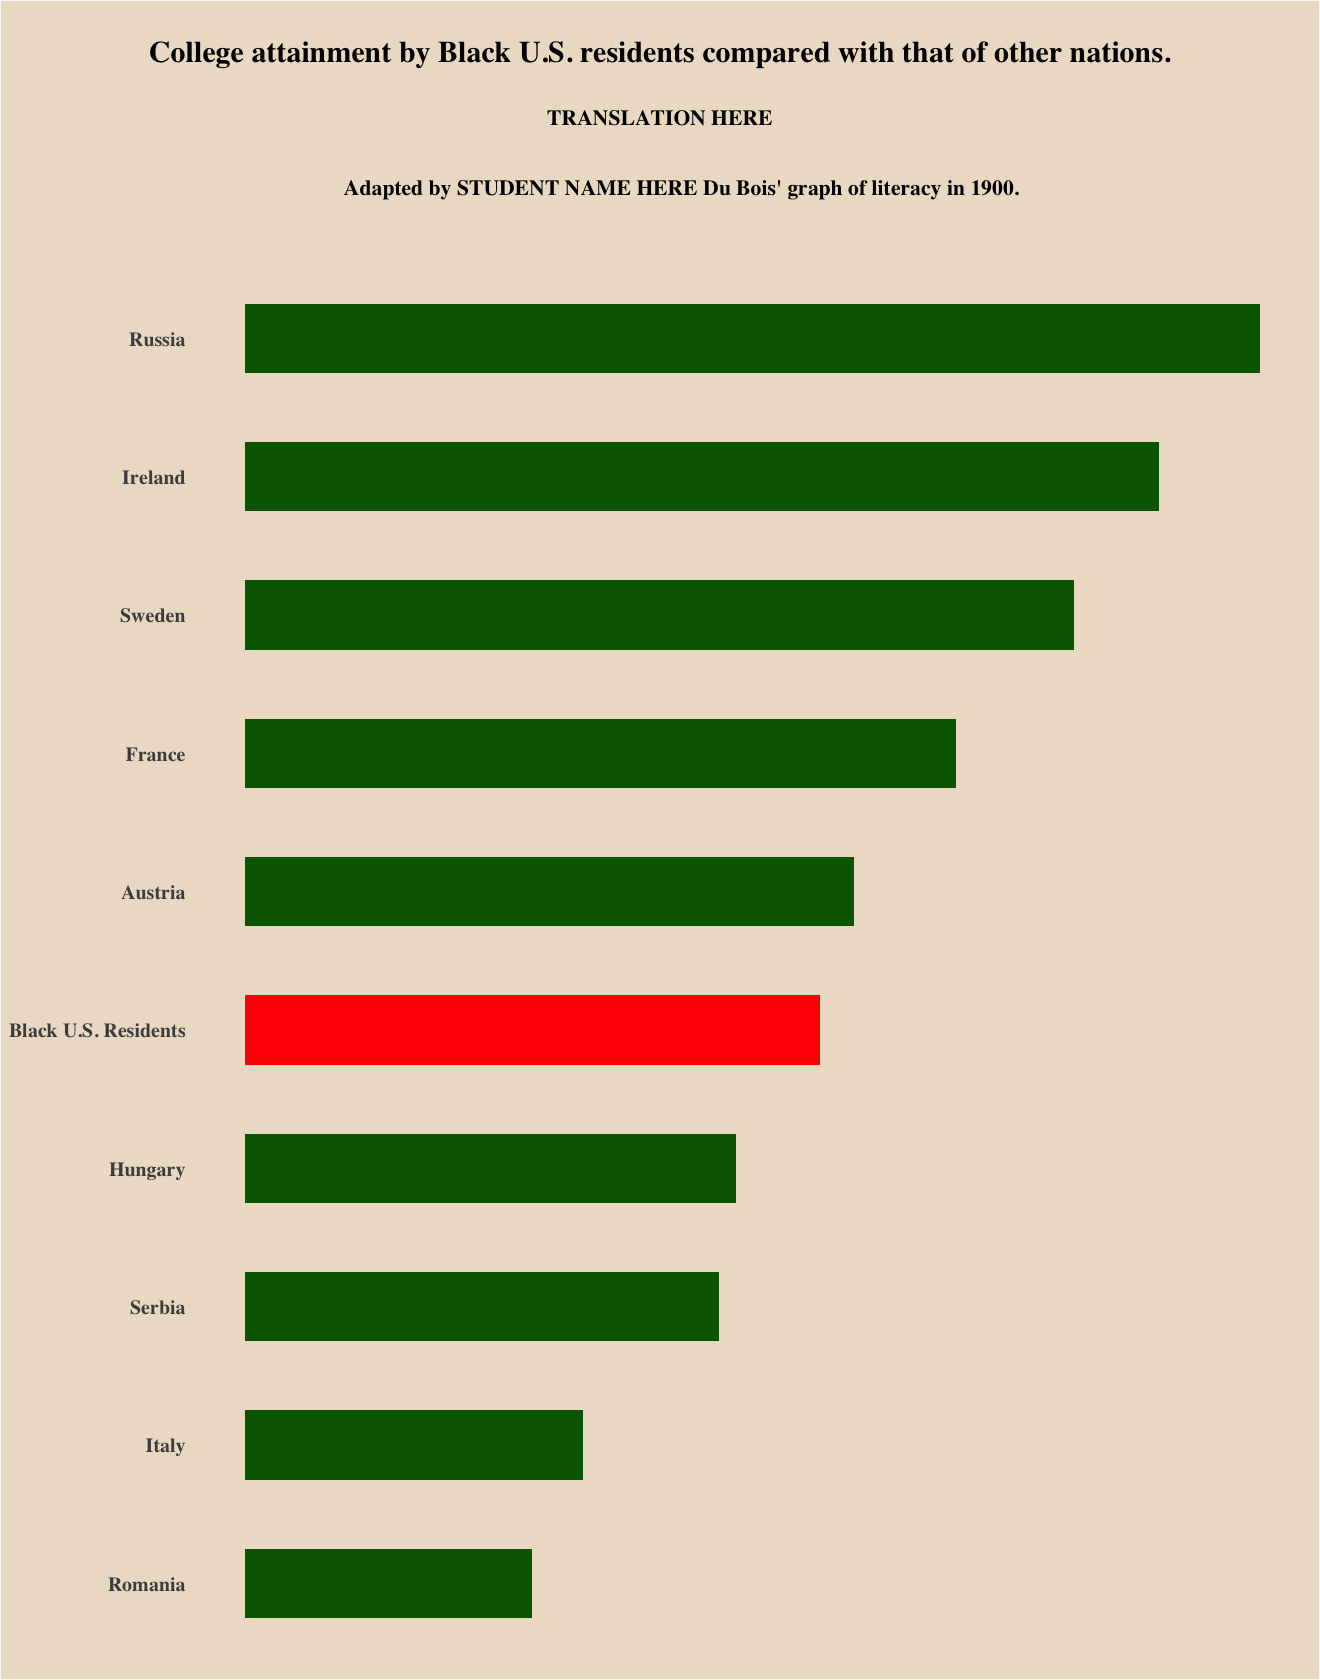 College attainment by Black U.S. residents compared with that of other nations.
TRANSLATION HERE
Adapted by STUDENT NAME HERE Du Bois' graph of literacy in 1900.
Russia
Ireland
Sweden
France
Austria
Black U.S. Residents
Hungary
Serbia
Italy
Romania